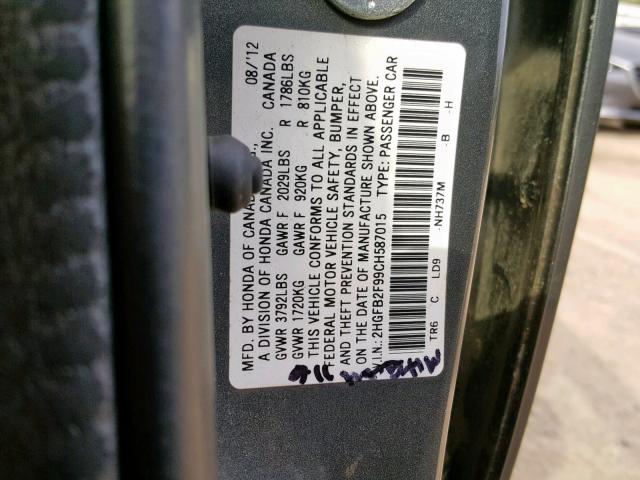 MFD. BY HONDA OF CANADA 08/'12
A DIVISION OF HONDA CANADA INC. CANADA
GVWR 3792LBS GAWR F 2029LBS R 1786LBS
GVWR 1720KG GAWR F 920KG R 810KG
THIS VEHICLE CONFORMS TO ALL APPLICABLE
FEDERAL MOTOR VEHICLE SAFETY, BUMPER,
AND THEFT PREVENTION STANDARDS IN EFFECT
ON THE DATE OF MANUFACTURE SHOWN ABOVE.
V.I.N.: 2HGFB2F99CH587015 TYPE: PASSENGER CAR
TR6 C LD9 -NH737M -B -H